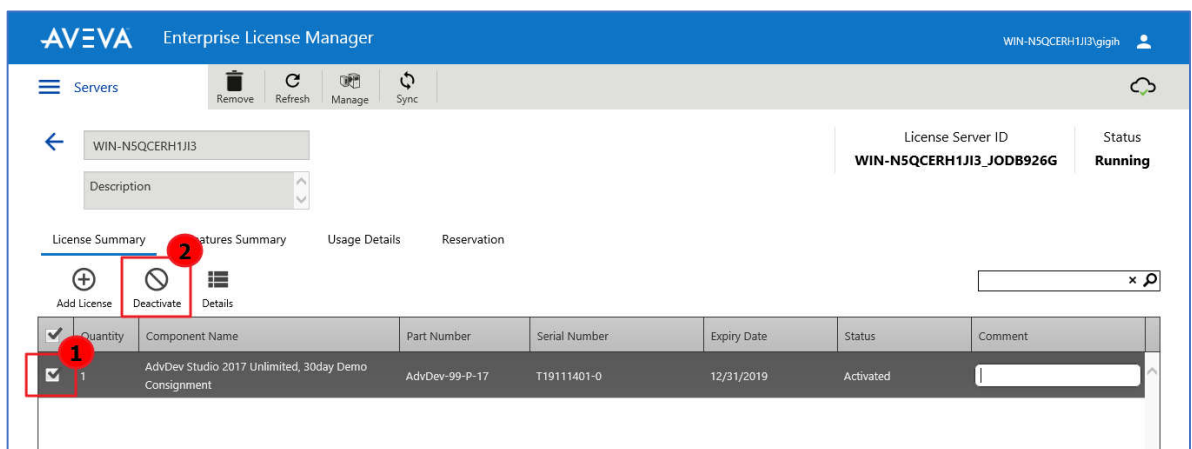 AVEVA Enterprise License Manager WIN-N5QCERH1JI3\gigih
Servers Remove Refresh Manage Sync
WIN-N5QCERH1JI3
Description
License Server ID Status
WIN-N5QCERH1JI3_JODB926G Running
License Summary atures Summary Usage Details Reservation
2
Add License Deactivate Details
Quantity Component Name Part Number Serial Number Expiry Date Status Comment
1
1 AdvDev Studio 2017 Unlimited, 30day Demo
Consignment AdvDev-99-P-17 T19111401-0 12/31/2019 Activated